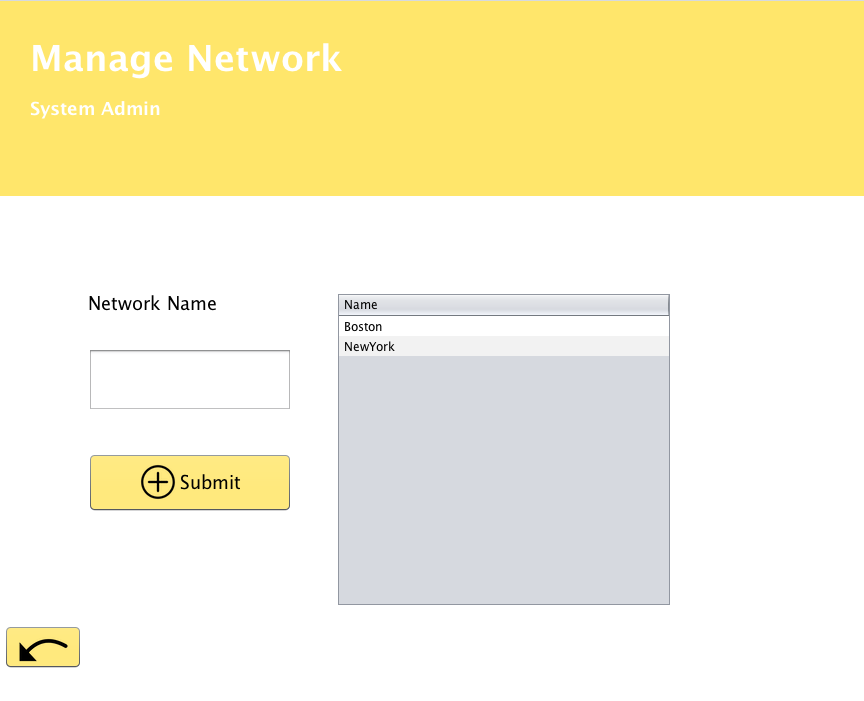 Manage Network
System Admin
Network Name
Submit
Name
Boston
NewYork